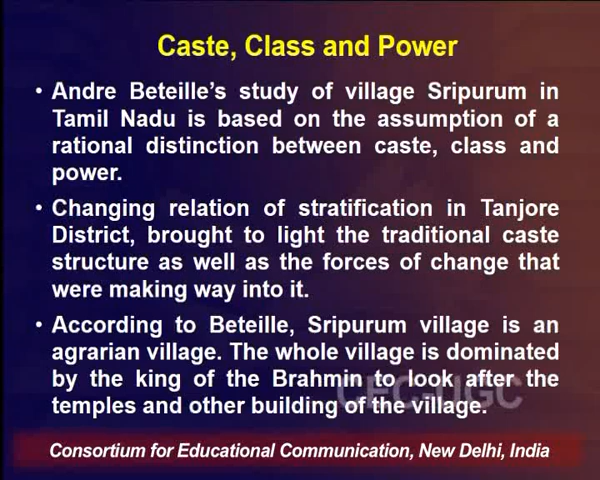 Caste, Class and Power
• Andre Beteille's study of village Sripurum in
Tamil Nadu is based on the assumption of a
rational distinction between caste, class and
power.
• Changing relation of stratification in Tanjore
District, brought to light the traditional caste
structure as well as the forces of change that
were making way into it.
• According to Beteille, Sripurum village is an
agrarian village. The whole village is dominated
by the king of the Brahmin to look after the
temples and other building of the village.
CEC-UGC
Consortium for Educational Communication, New Delhi, India